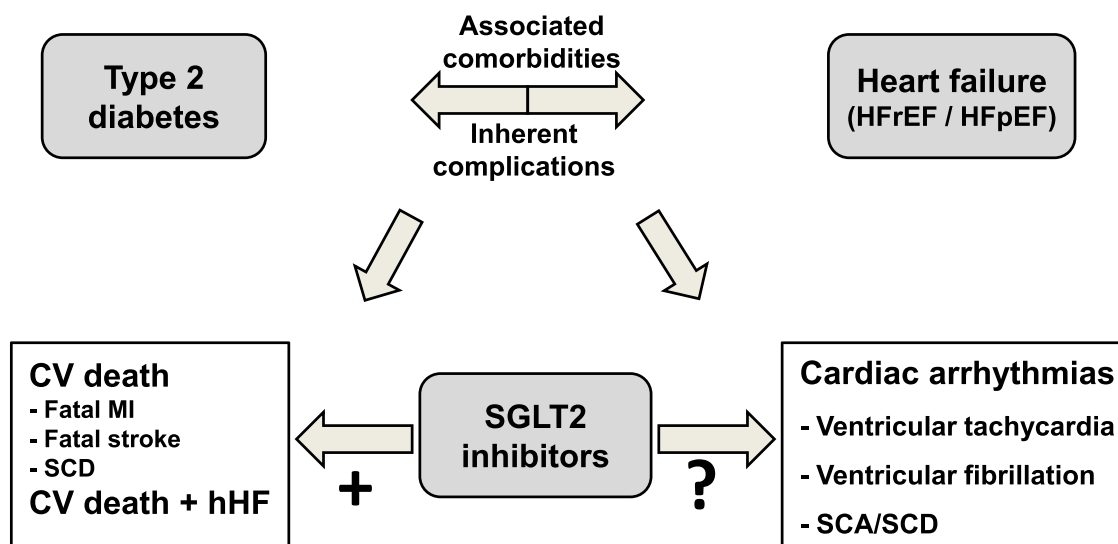 Type 2
diabetes
Associated
comorbidities
Inherent
complications
Heart failure
(HFrEF / HFpEF)
CV death
- Fatal MI
- Fatal stroke
- SCD
CV death + hHF
+
SGLT2
inhibitors
?
Cardiac arrhythmias
- Ventricular tachycardia
- Ventricular fibrillation
- SCA/SCD